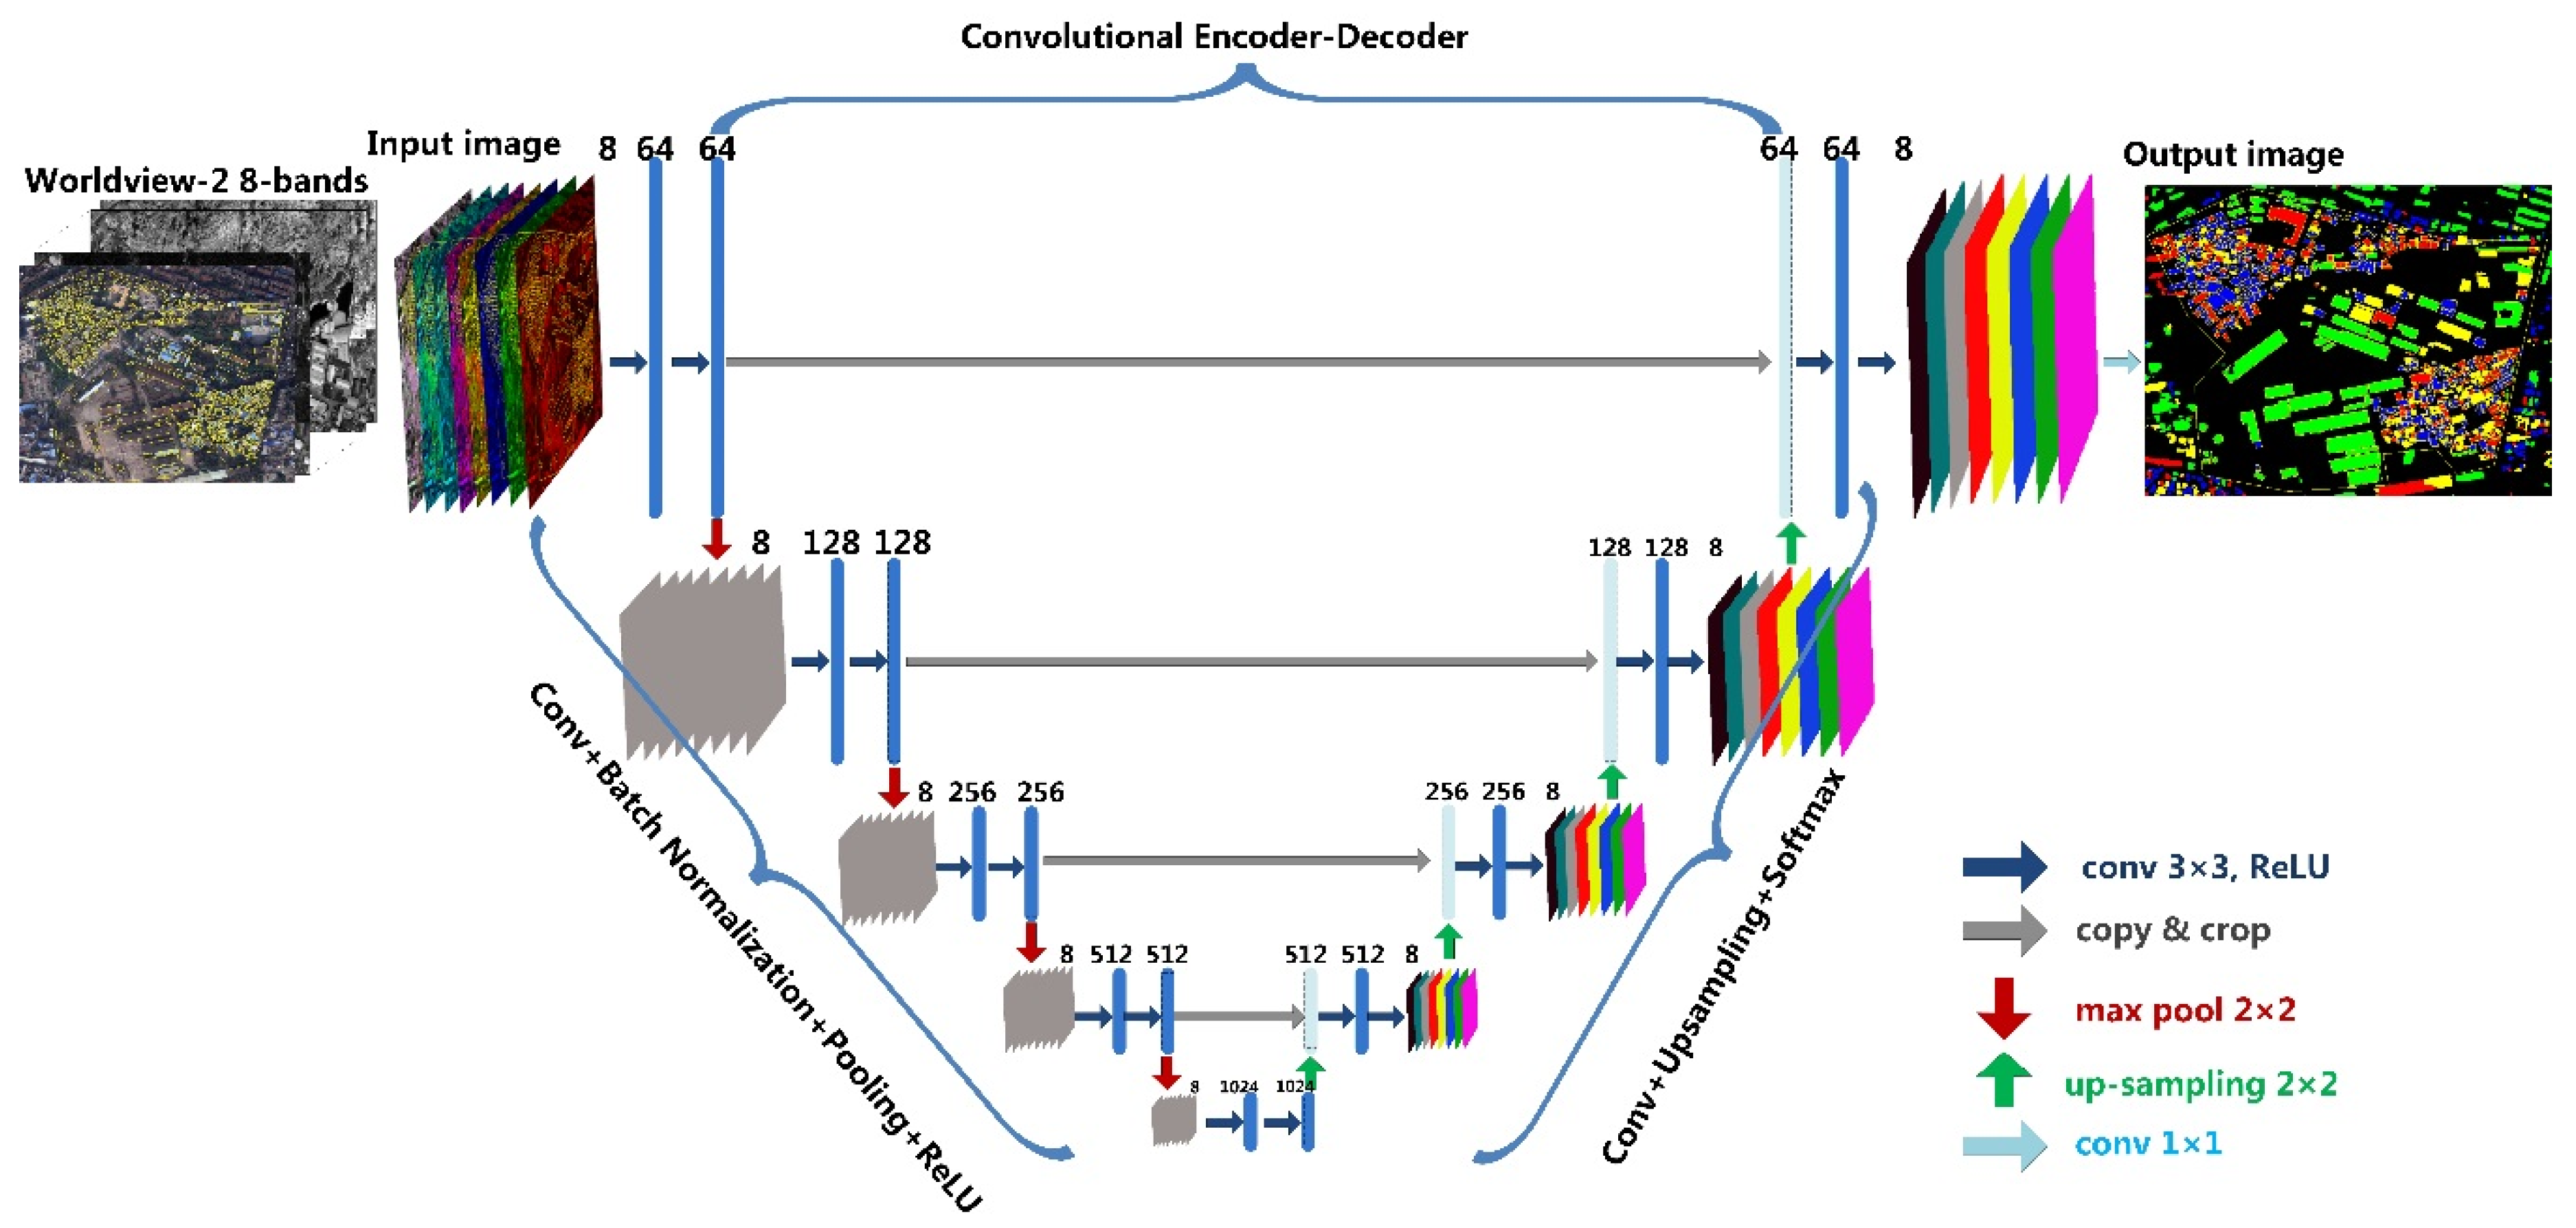 Convolutional Encoder-Decoder
Input image 8 64 64 64 64 8 Output image
Worldview-2 8-bands
8 128 128 128 128 8
8 256 256 256 256 8
8 512 512 512 512 8
8 1024 1024
Conv+Batch Normalization+Pooling+ReLU
Conv+Upsampling+Softmax
conv 3×3, ReLU
copy & crop
max pool 2×2
up-sampling 2×2
conv 1×1